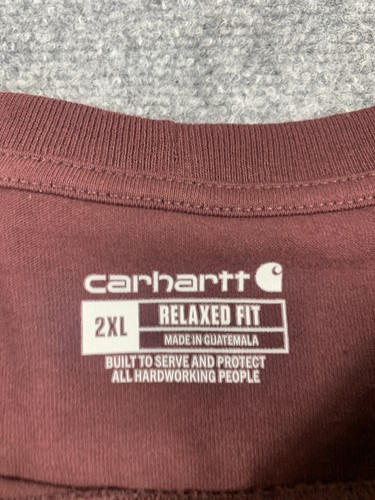 carhartt
2XL RELAXED FIT
MADE IN GUATEMALA
BUILT TO SERVE AND PROTECT
ALL HARDWORKING PEOPLE